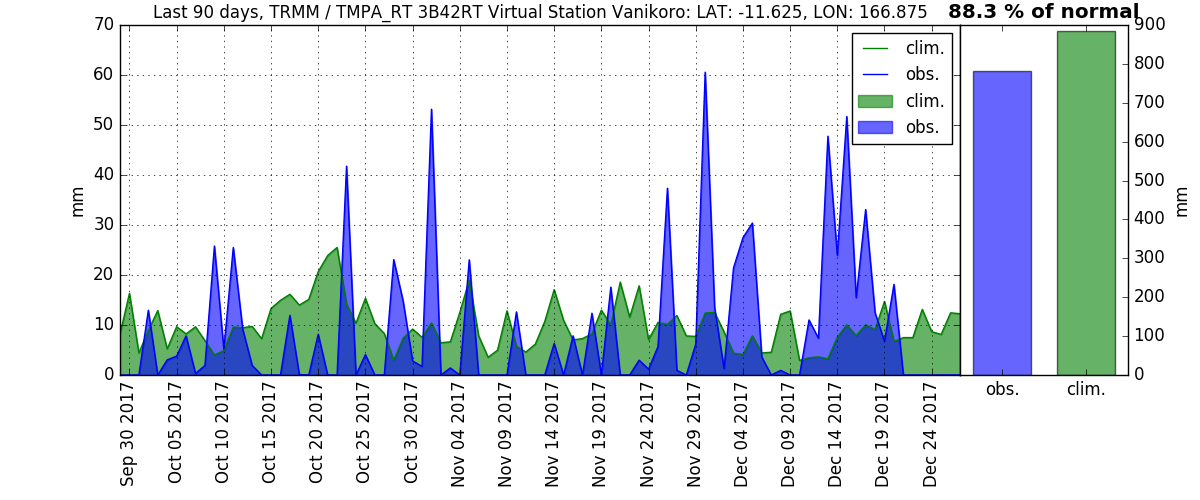 Last 90 days, TRMM / TMPA_RT 3B42RT Virtual Station Vanikoro: LAT: -11.625, LON: 166.875
88.3 % of normal
70
60
50
40
30
20
10
0
mm
clim.
obs.
clim.
obs.
900
800
700
600
500
400
300
200
100
0
mm
Sep 30 2017
Oct 05 2017
Oct 10 2017
Oct 15 2017
Oct 20 2017
Oct 25 2017
Oct 30 2017
Nov 04 2017
Nov 09 2017
Nov 14 2017
Nov 19 2017
Nov 24 2017
Nov 29 2017
Dec 04 2017
Dec 09 2017
Dec 14 2017
Dec 19 2017
Dec 24 2017
obs.
clim.